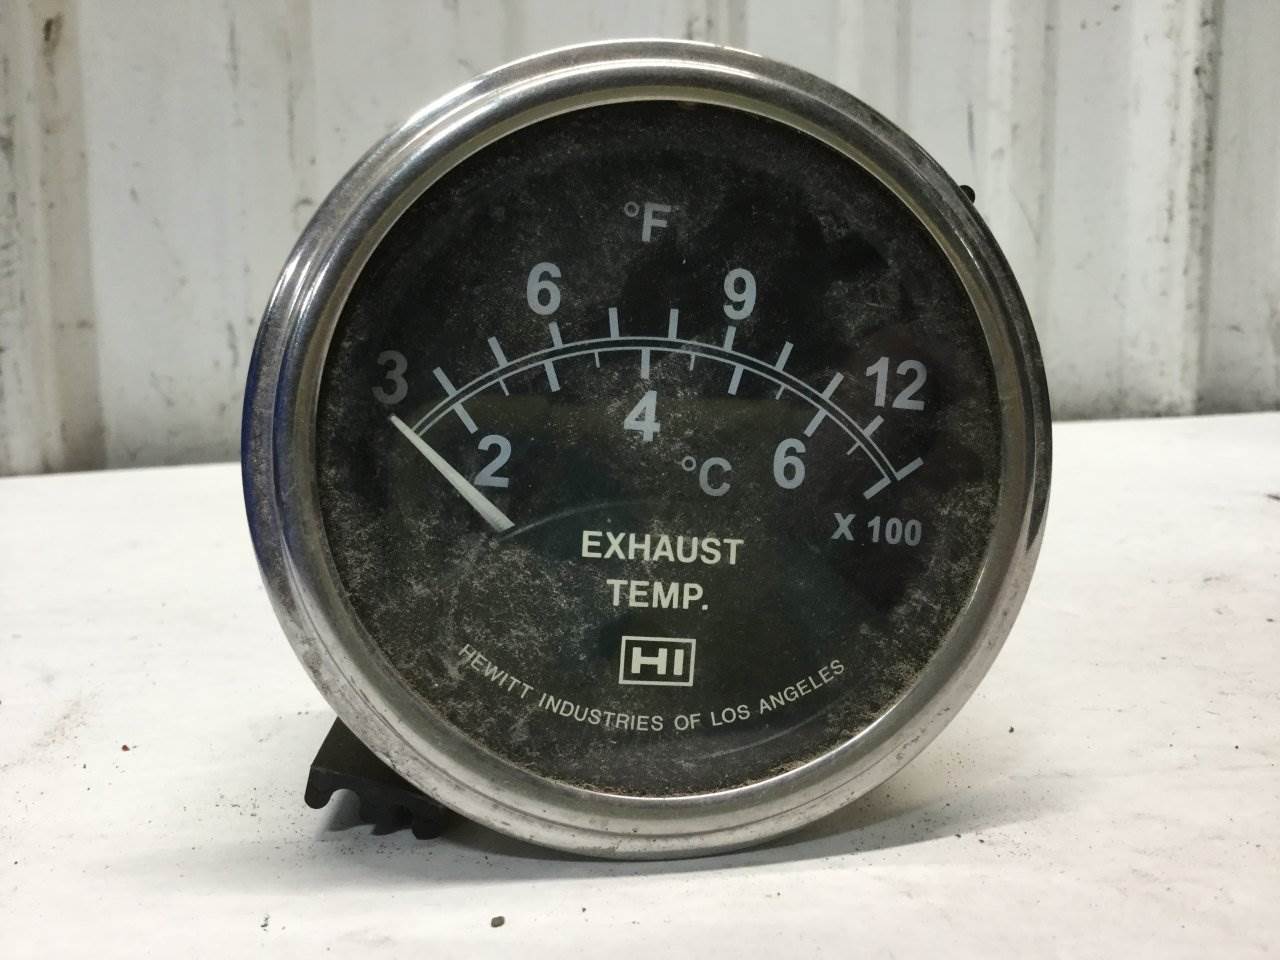 °F
6 9
3 12
4
2 °C 6
X 100
EXHAUST
TEMP.
HI
HEWITT INDUSTRIES OF LOS ANGELES